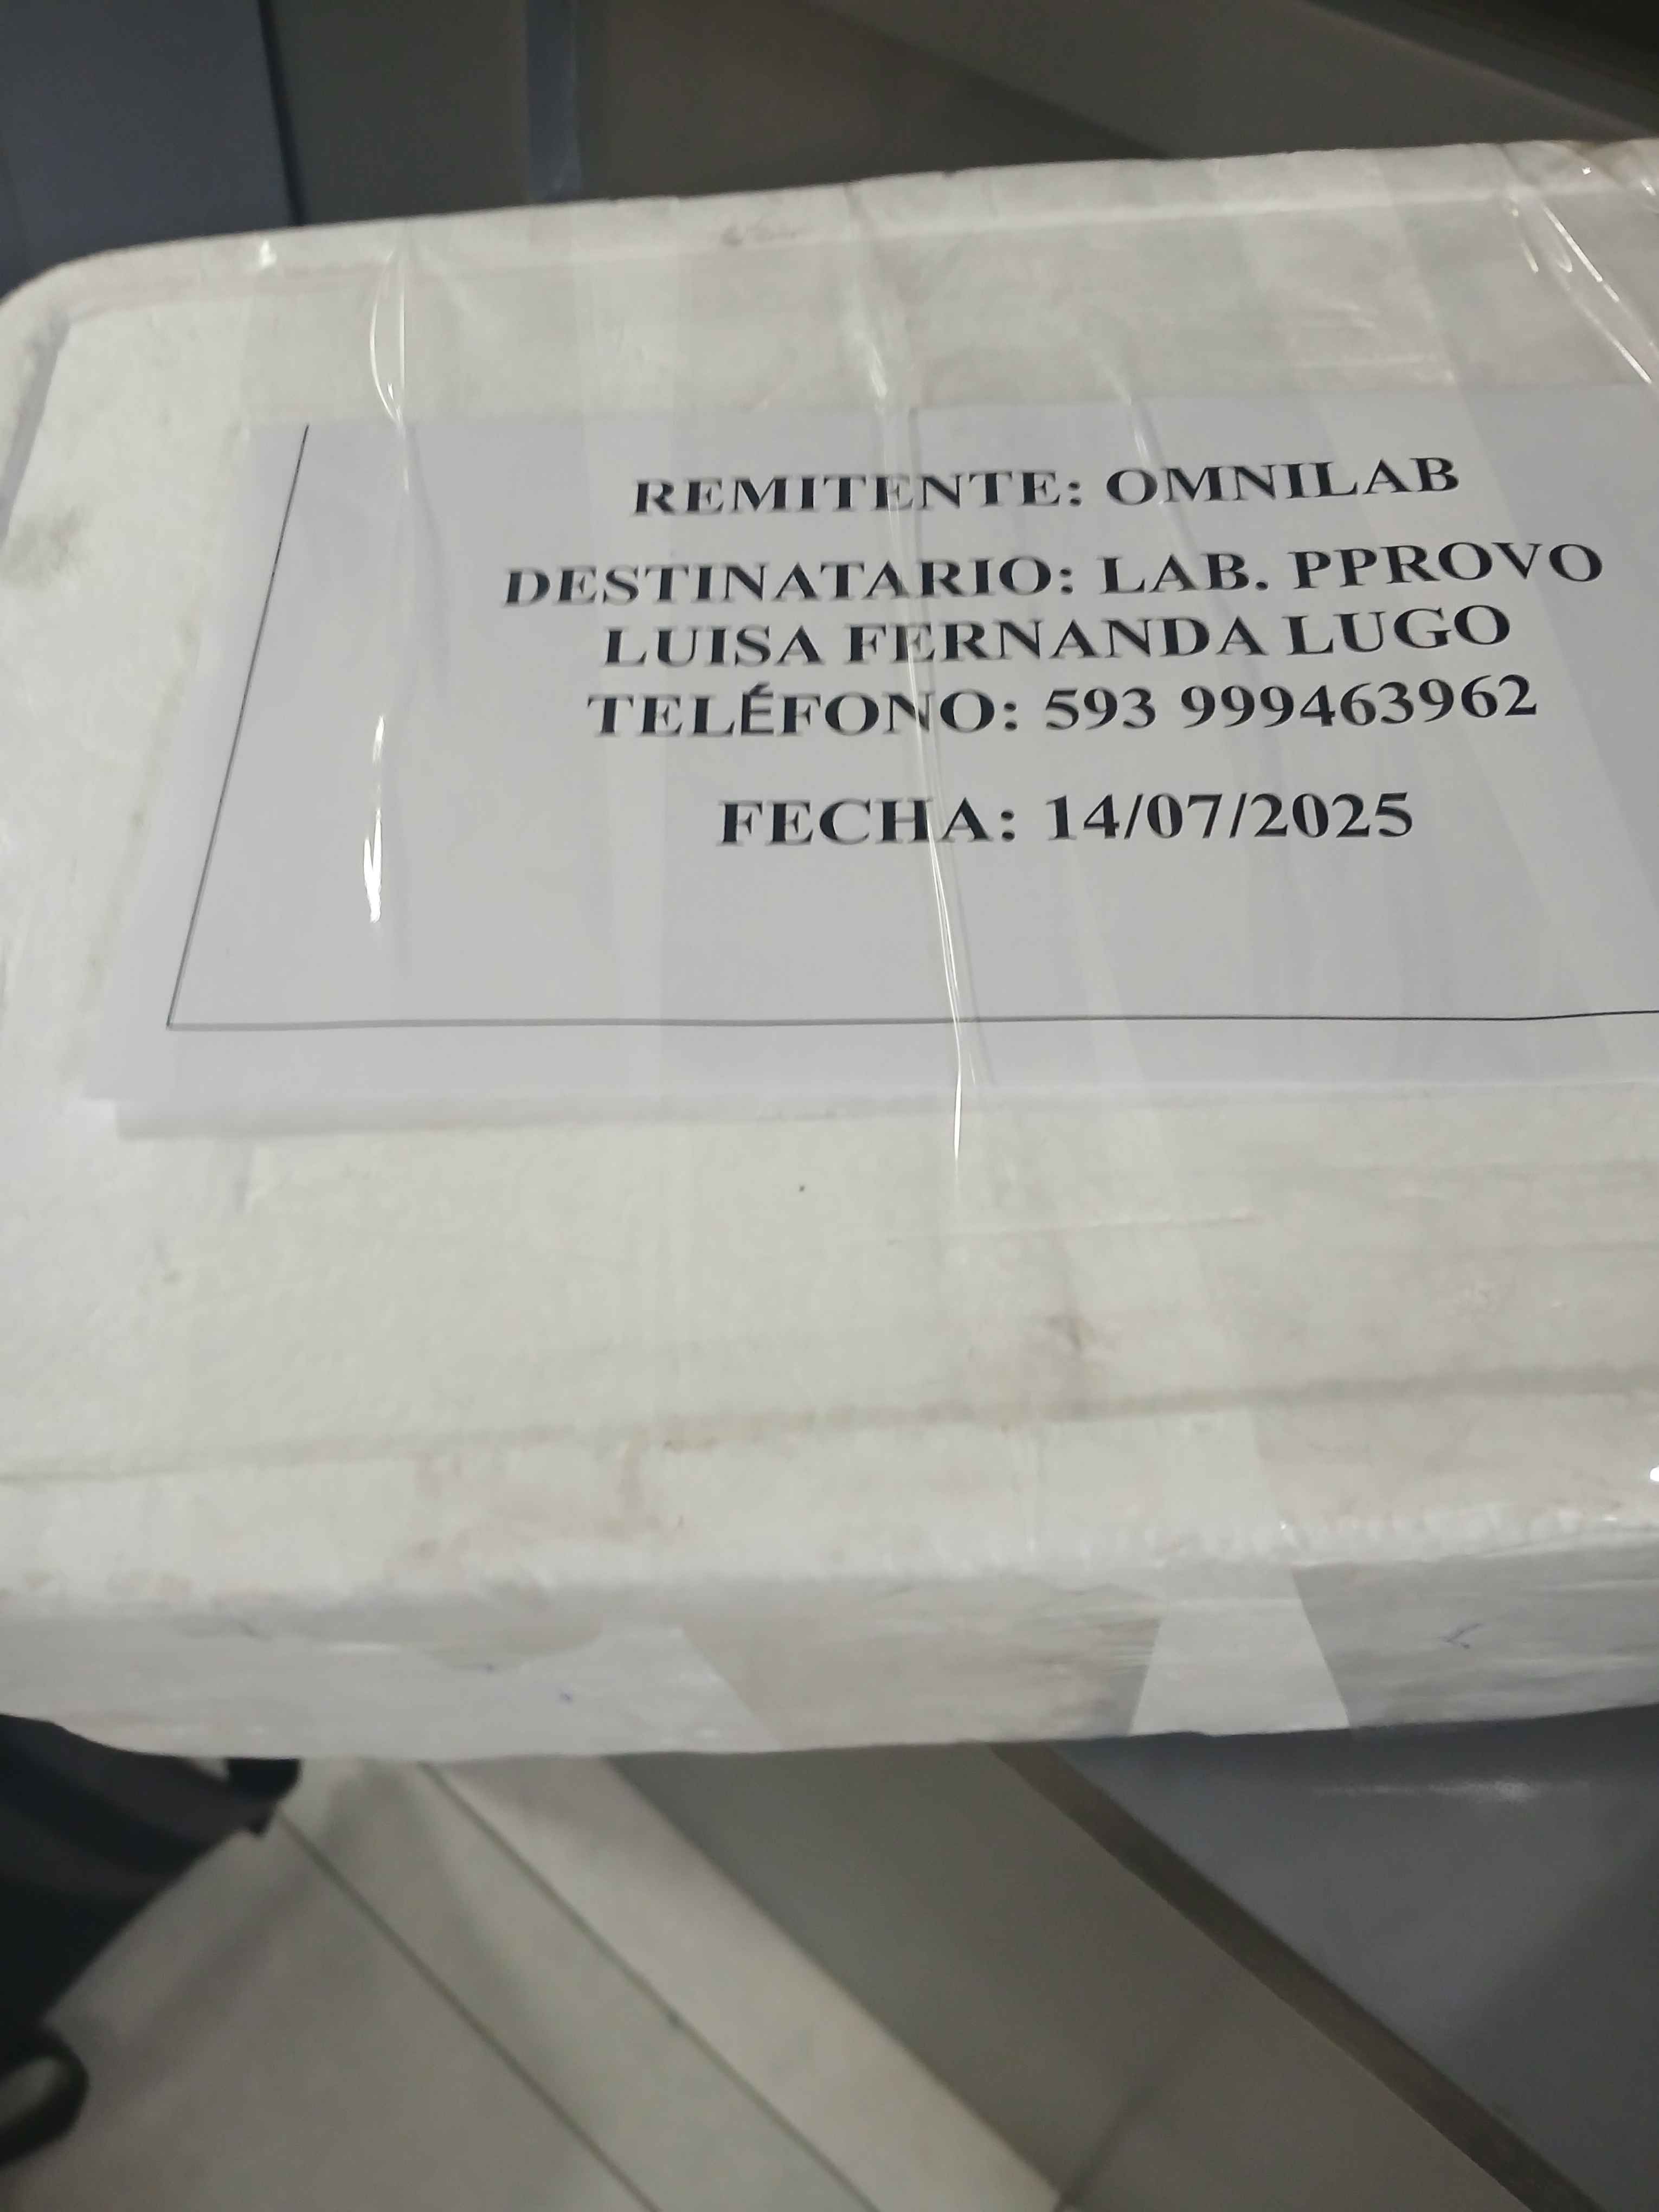 REMITENTE: OMNILAB
DESTINATARIO: LAB. PPROVO
LUISA FERNANDA LUGO
TELÉFONO: 593 999463962
FECHA: 14/07/2025